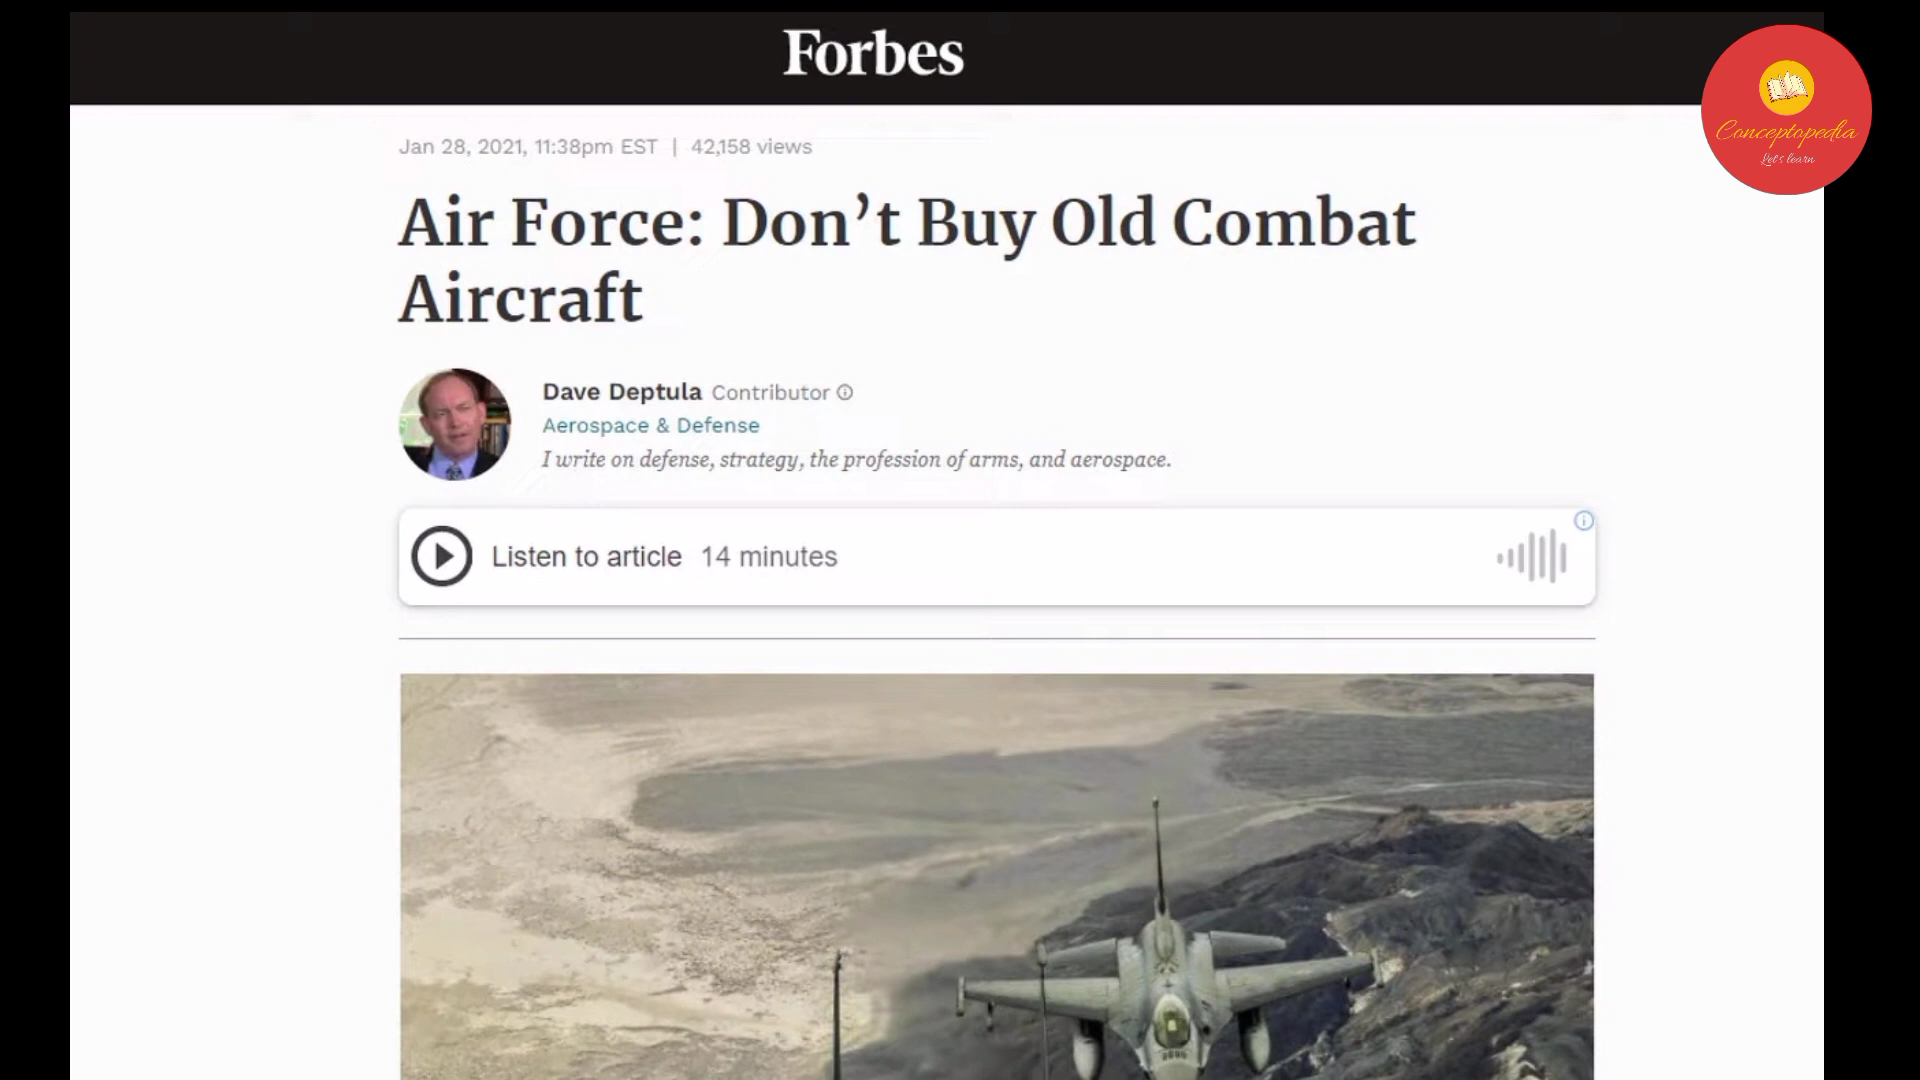 Forbes
Conceptopedia
Let's learn
Jan 28, 2021, 11:38pm EST | 42,158 views
Air Force: Don’t Buy Old Combat
Aircraft
Dave Deptula Contributor
Aerospace & Defense
I write on defense, strategy, the profession of arms, and aerospace.
Listen to article 14 minutes